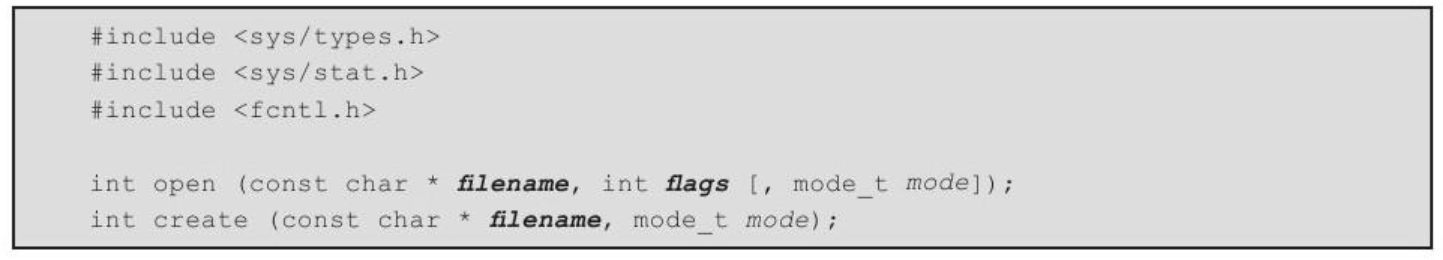 #include <sys/types.h>
#include <sys/stat.h>
#include <fcntl.h>
int open (const char * filename, int flags [, mode_t mode]);
int create (const char * filename, mode_t mode);